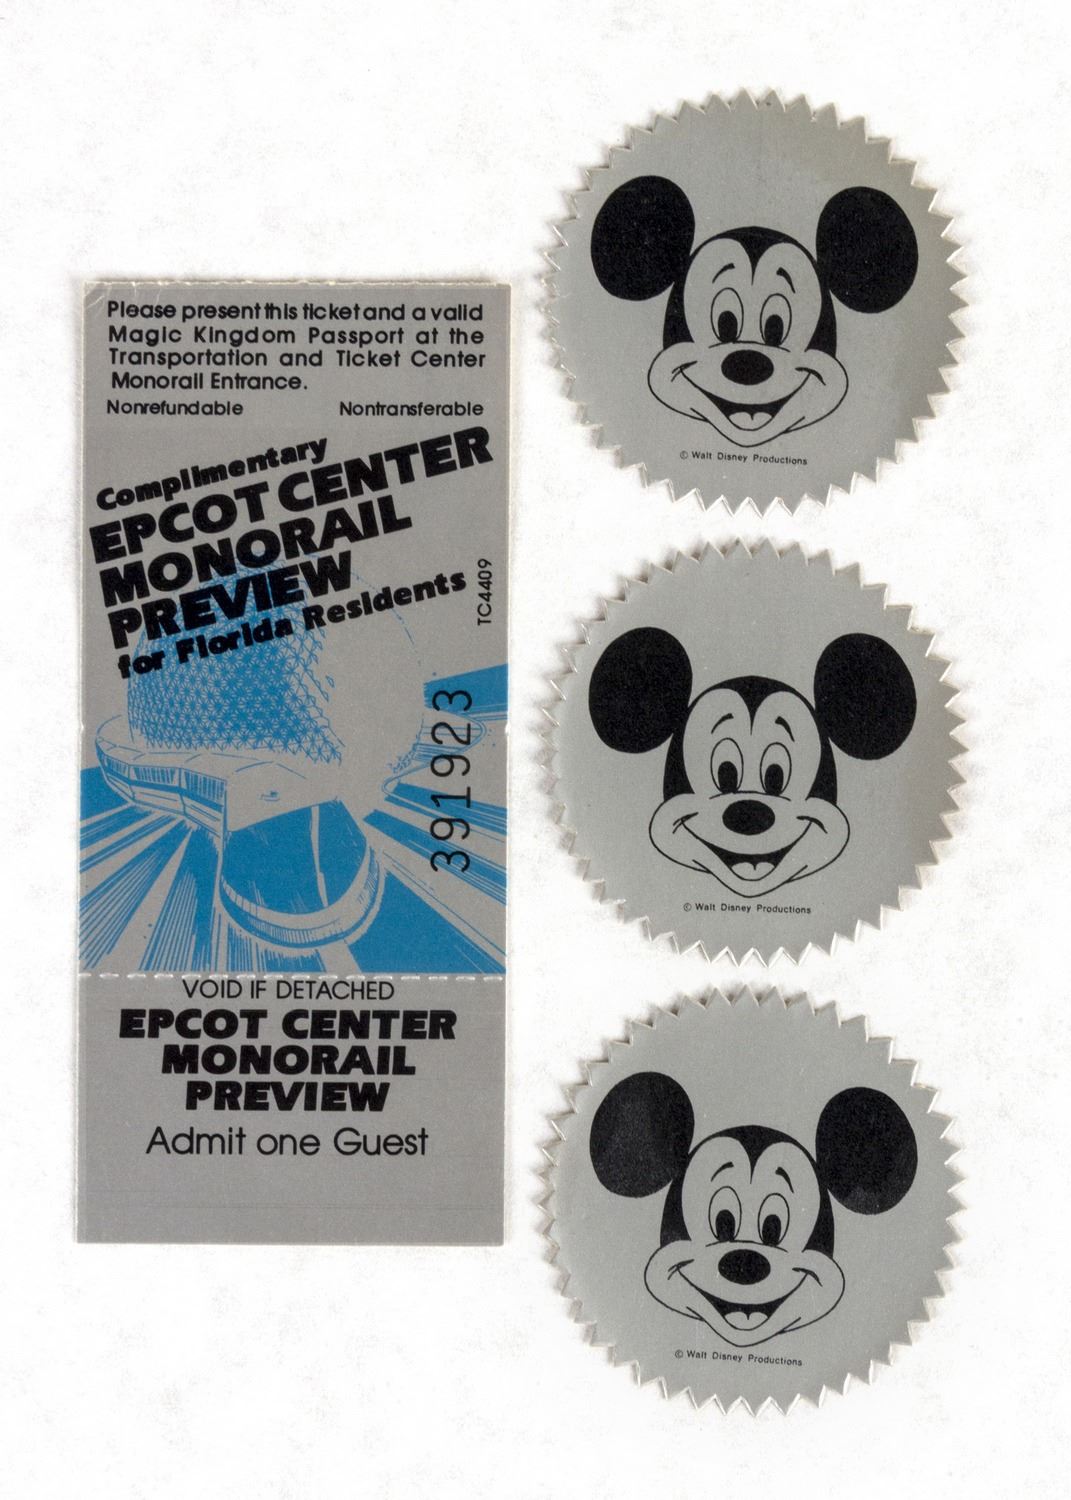 Please present this ticket and a valid
Magic Kingdom Passport at the
Transportation and Ticket Center
Monorail Entrance.
Nonrefundable Nontransferable
Complimentary
EPCOT CENTER
MONORAIL
PREVIEW
for Florida Residents
TC4409
391923
VOID IF DETACHED
EPCOT CENTER
MONORAIL
PREVIEW
Admit one Guest
© Walt Disney Productions
© Walt Disney Productions
© Walt Disney Productions